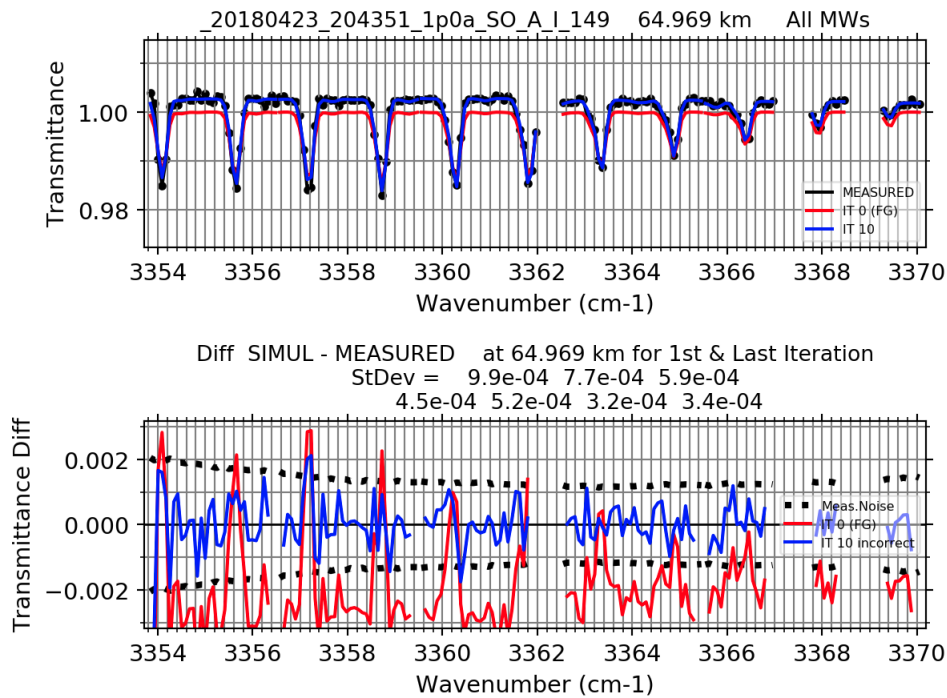 _20180423_204351_1p0a_SO_A_I_149 64.969 km All MWs
Transmittance
1.00
0.98
MEASURED
IT 0 (FG)
IT 10
3354 3356 3358 3360 3362 3364 3366 3368 3370
Wavenumber (cm-1)
Diff SIMUL - MEASURED at 64.969 km for 1st & Last Iteration
StDev = 9.9e-04 7.7e-04 5.9e-04
4.5e-04 5.2e-04 3.2e-04 3.4e-04
Transmittance Diff
0.002
0.000
−0.002
Meas.Noise
IT 0 (FG)
IT 10 incorrect
3354 3356 3358 3360 3362 3364 3366 3368 3370
Wavenumber (cm-1)